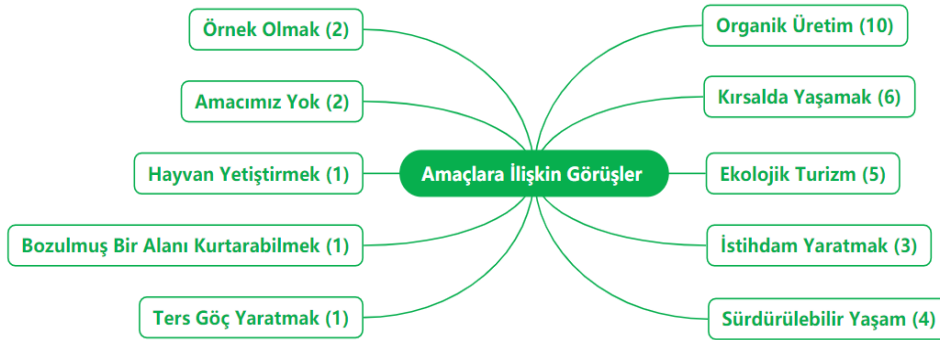 Örnek Olmak (2)
Amacımız Yok (2)
Hayvan Yetiştirmek (1)
Bozulmuş Bir Alanı Kurtarabilmek (1)
Ters Göç Yaratmak (1)
Amaçlara İlişkin Görüşler
Organik Üretim (10)
Kırsalda Yaşamak (6)
Ekolojik Turizm (5)
İstihdam Yaratmak (3)
Sürdürülebilir Yaşam (4)